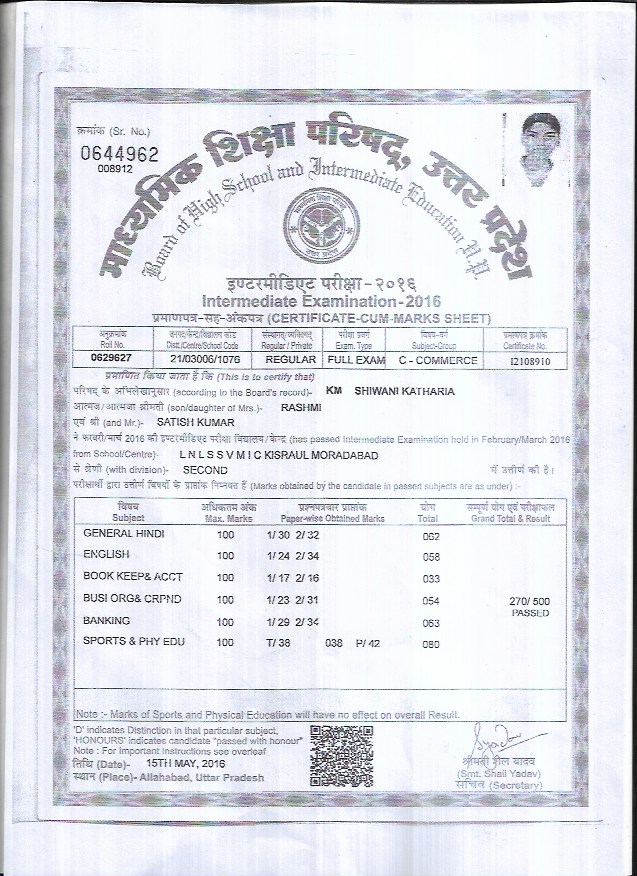 क्रमांक (Sr. No.)
0644962
008912
माध्यमिक शिक्षा परिषद्, उत्तर प्रदेश
Board of High School and Intermediate Education U.P.
इण्टरमीडिएट परीक्षा-२०१६
Intermediate Examination-2016
प्रमाणपत्र-सह-अंकपत्र (CERTIFICATE-CUM-MARKS SHEET)
अनुक्रमांक जनपद/केन्द्र/विद्यालय कोड संस्थागत/व्यक्तिगत परीक्षा प्रवर्ग विषय-वर्ग प्रमाणपत्र क्रमांक
Roll No. Distt./Centre/School Code Regular / Private Exam. Type Subject-Group Certificate No.
0629627 21/03006/1076 REGULAR FULL EXAM C - COMMERCE 12108910
प्रमाणित किया जाता है कि (This is to certify that)
परिषद् के अभिलेखानुसार (according to the Board's record)- KM SHIWANI KATHARIA
आत्मज/आत्मजा श्रीमती (son/daughter of Mrs.)- RASHMI
एवं श्री (and Mr.)- SATISH KUMAR
ने फरवरी/मार्च 2016 की इण्टरमीडिएट परीक्षा विद्यालय/केन्द्र (has passed Intermediate Examination held in February/March 2016
from School/Centre)- L N L S S V M I C KISRAUL MORADABAD
से श्रेणी (with division)- SECOND में उत्तीर्ण की है।
परीक्षार्थी द्वारा उत्तीर्ण विषयों के प्राप्तांक निम्नवत हैं (Marks obtained by the candidate in passed subjects are as under) :-
विषय अधिकतम अंक प्रश्नपत्रवार प्राप्तांक योग सम्पूर्ण योग एवं परीक्षाफल
Subject Max. Marks Paper-wise Obtained Marks Total Grand Total & Result
GENERAL HINDI 100 1/ 30 2/ 32 062
ENGLISH 100 1/ 24 2/ 34 058
BOOK KEEP& ACCT 100 1/ 17 2/ 16 033
BUSI ORG& CRPND 100 1/ 23 2/ 31 054 270/ 500
PASSED
BANKING 100 1/ 29 2/ 34 063
SPORTS & PHY EDU 100 T/ 38 038 P/ 42 080
Note :- Marks of Sports and Physical Education will have no effect on overall Result.
'D' indicates Distinction in that particular subject.
'HONOURS' indicates candidate "passed with honour"
Note : For Important Instructions see overleaf
तिथि (Date)- 15TH MAY, 2016
स्थान (Place)- Allahabad, Uttar Pradesh
श्रीमती शैल यादव
(Smt. Shail Yadav)
सचिव (Secretary)